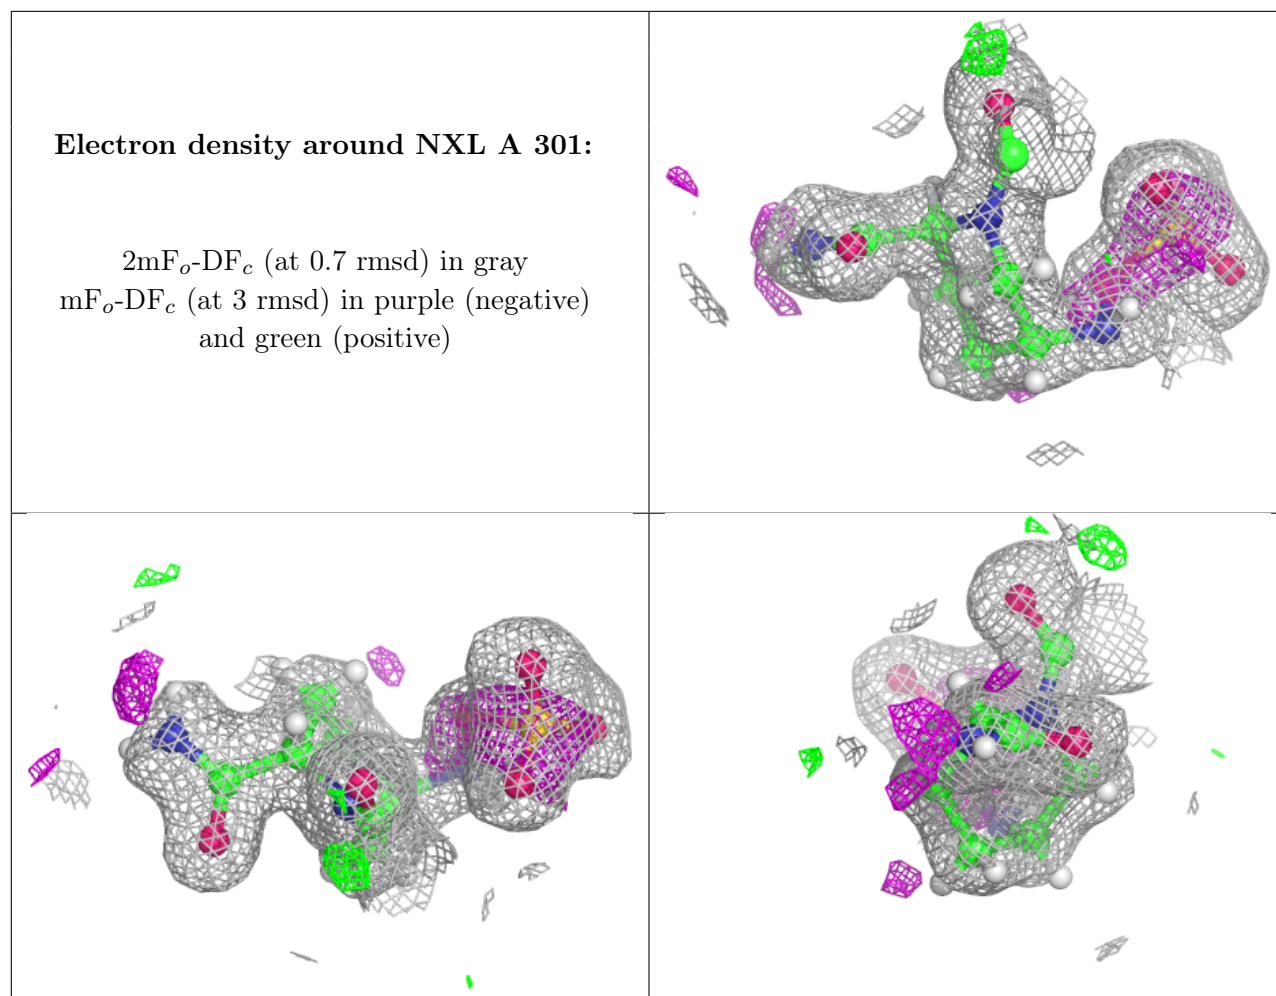 Electron density around NXL A 301:
2mFo-DFc (at 0.7 rmsd) in gray
mFo-DFc (at 3 rmsd) in purple (negative)
and green (positive)